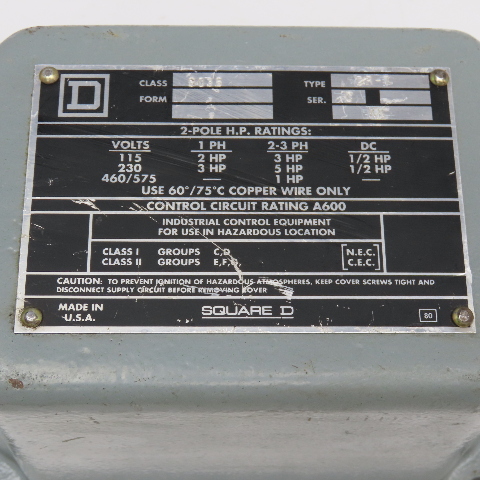 D
CLASS TYPE
FORM SER.
2-POLE H.P. RATINGS:
VOLTS 1 PH 2-3 PH DC
115 2 HP 3 HP 1/2 HP
230 3 HP 5 HP 1/2 HP
460/575 — 1 HP —
USE 60°/75°C COPPER WIRE ONLY
CONTROL CIRCUIT RATING A600
INDUSTRIAL CONTROL EQUIPMENT
FOR USE IN HAZARDOUS LOCATION
CLASS I GROUPS C,D N.E.C.
CLASS II GROUPS E,F,G C.E.C.
CAUTION: TO PREVENT IGNITION OF HAZARDOUS ATMOSPHERES, KEEP COVER SCREWS TIGHT AND
DISCONNECT SUPPLY CIRCUIT BEFORE REMOVING COVER
MADE IN
U.S.A.
SQUARE D
80